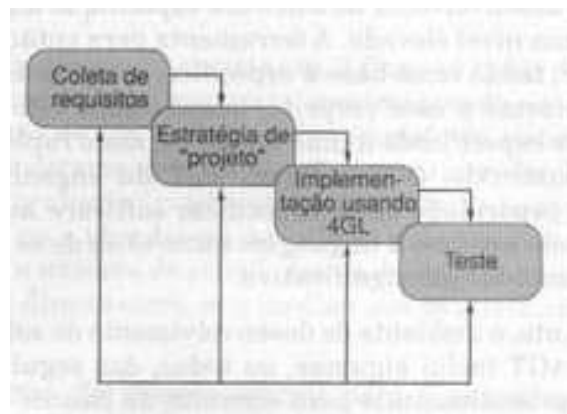 Coleta de
requisitos
Estratégia de
"projeto"
Implemen-
tação usando
4GL
Teste